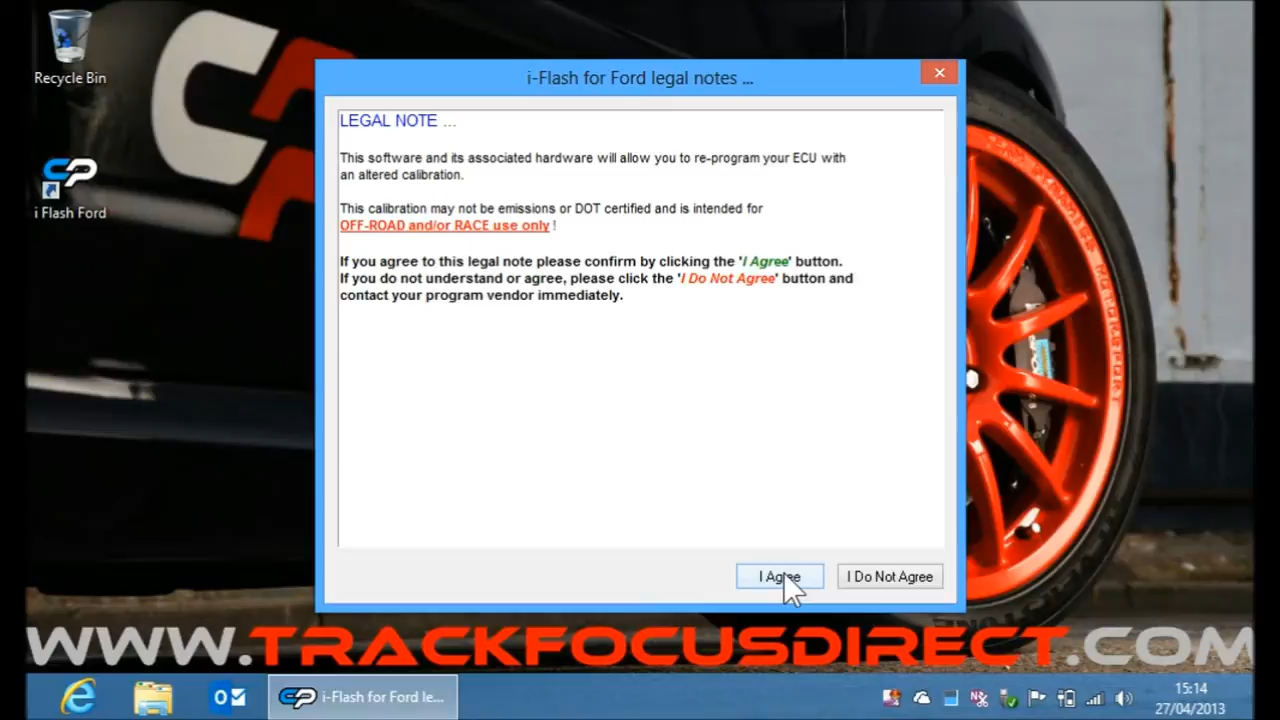 Recycle Bin
i Flash Ford
i-Flash for Ford legal notes ...
LEGAL NOTE ...
This software and its associated hardware will allow you to re-program your ECU with
an altered calibration.
This calibration may not be emissions or DOT certified and is intended for
OFF-ROAD and/or RACE use only !
If you agree to this legal note please confirm by clicking the 'I Agree' button.
If you do not understand or agree, please click the 'I Do Not Agree' button and
contact your program vendor immediately.
I Agree
I Do Not Agree
WWW.TRACKFOCUSDIRECT.COM
i-Flash for Ford le...
15:14
27/04/2013